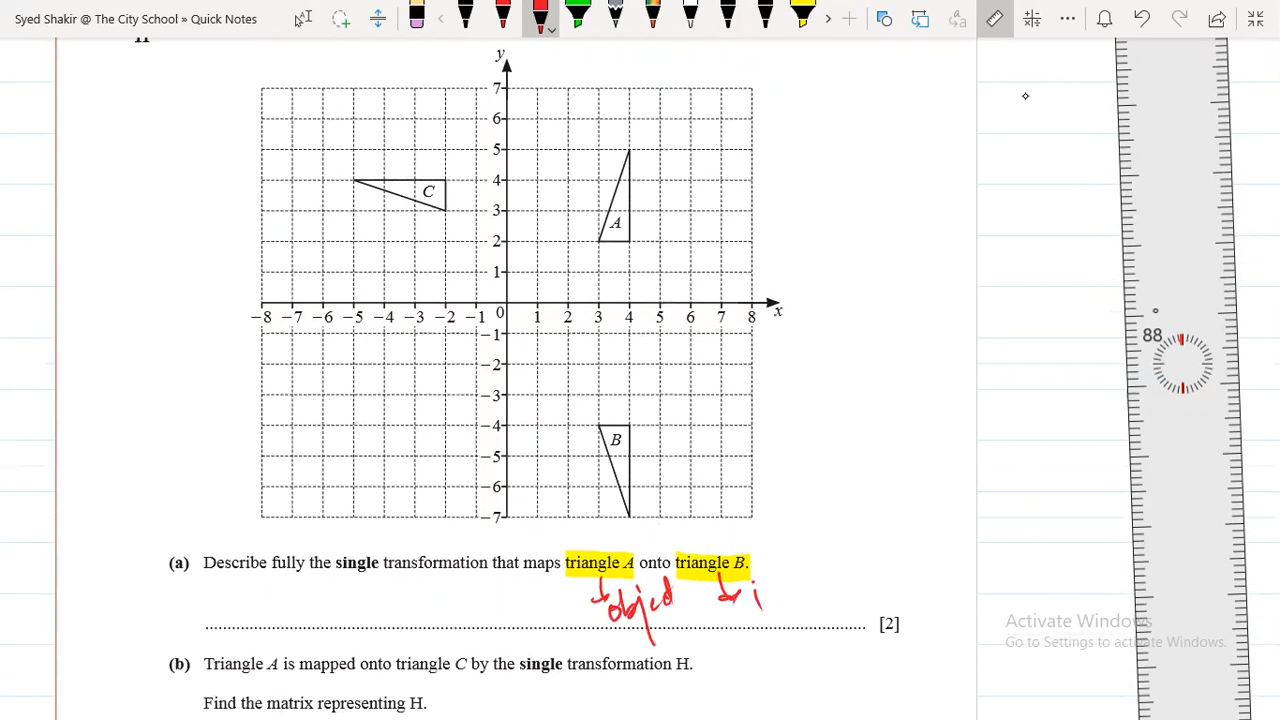 Syed Shakir @ The City School » Quick Notes
y
7
6
5
4
C
3
A
2
1
−8 −7 −6 −5 −4 −3 −2 −1 0 1 2 3 4 5 6 7 8 x
−1
88 °
−2
−3
−4
B
−5
−6
−7
(a) Describe fully the single transformation that maps triangle A onto triangle B.
object i
[2]
Activate Windows
Go to Settings to activate Windows.
(b) Triangle A is mapped onto triangle C by the single transformation H.
Find the matrix representing H.